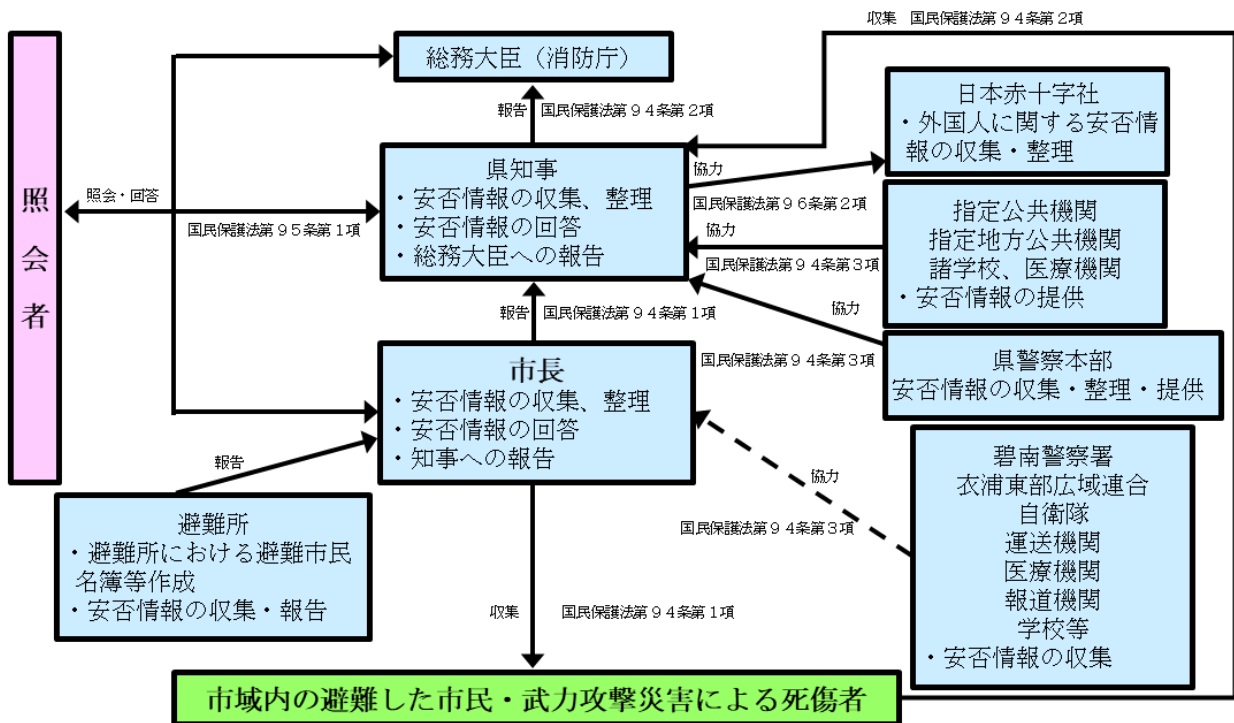 収集　国民保護法第９４条第２項
総務大臣（消防庁）
報告　国民保護法第９４条第２項
日本赤十字社
・外国人に関する安否情
報の収集・整理
照会者
照会・回答
国民保護法第９５条第１項
県知事
・安否情報の収集、整理
・安否情報の回答
・総務大臣への報告
協力
国民保護法第９６条第２項
協力
国民保護法第９４条第３項
指定公共機関
指定地方公共機関
諸学校、医療機関
・安否情報の提供
報告　国民保護法第９４条第１項
協力
国民保護法第９４条第３項
県警察本部
安否情報の収集・整理・提供
市長
・安否情報の収集、整理
・安否情報の回答
・知事への報告
報告
協力
国民保護法第９４条第３項
碧南警察署
衣浦東部広域連合
自衛隊
運送機関
医療機関
報道機関
学校等
・安否情報の収集
避難所
・避難所における避難市民
名簿等作成
・安否情報の収集・報告
収集　国民保護法第９４条第１項
市域内の避難した市民・武力攻撃災害による死傷者